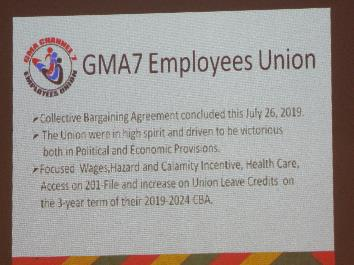 GMA CHANNEL 7
EMPLOYEES UNION
GMA7 Employees Union
➢Collective Bargaining Agreement concluded this July 26, 2019.
➢ The Union were in high spirit and driven to be victorious
both in Political and Economic Provisions.
➢Focused Wages,Hazard and Calamity Incentive, Health Care,
Access on 201-File and increase on Union Leave Credits on
the 3-year term of their 2019-2024 CBA.